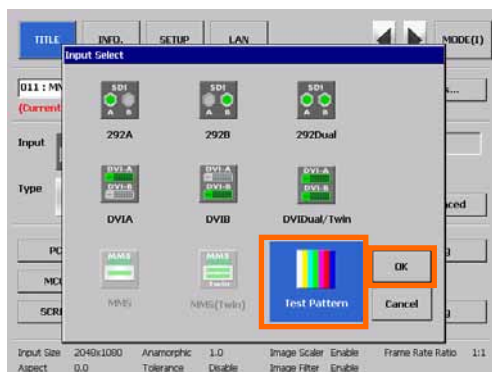 TITLE INFO. SETUP LAN MODE(1)
Input Select
011 : MN
(Current
Input
Type
SDI A B SDI A B SDI A B
292A 292B 292Dual
DVI-A DVI-B DVI-A DVI-B DVI-A DVI-B
DVIA DVIB DVIDual/Twin
MMS MMS Twin
MMS MMS(Twin) Test Pattern
OK
Cancel
PC
MC
SCR
Input Size 2048x1080 Anamorphic 1.0 Image Scaler Enable Frame Rate Ratio 1:1
Aspect 0.0 Tolerance Disable Image Filter Enable